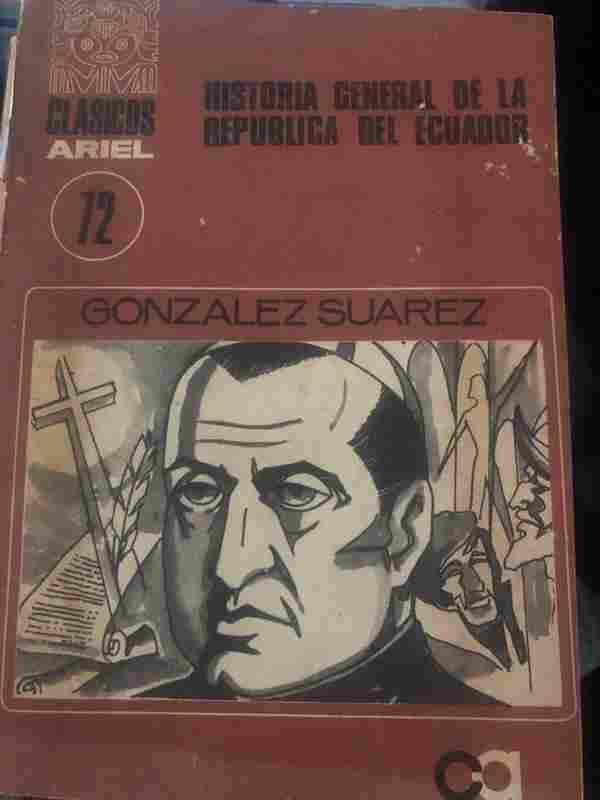 CLASICOS
ARIEL
72
HISTORIA GENERAL DE LA
REPUBLICA DEL ECUADOR
GONZALEZ SUAREZ
ca